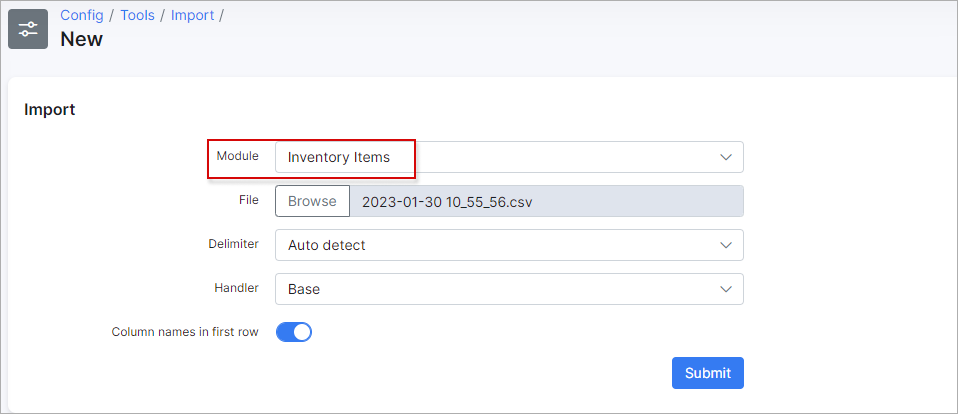 Config / Tools / Import /
New
Import
Module Inventory Items
File Browse 2023-01-30 10_55_56.csv
Delimiter Auto detect
Handler Base
Column names in first row
Submit